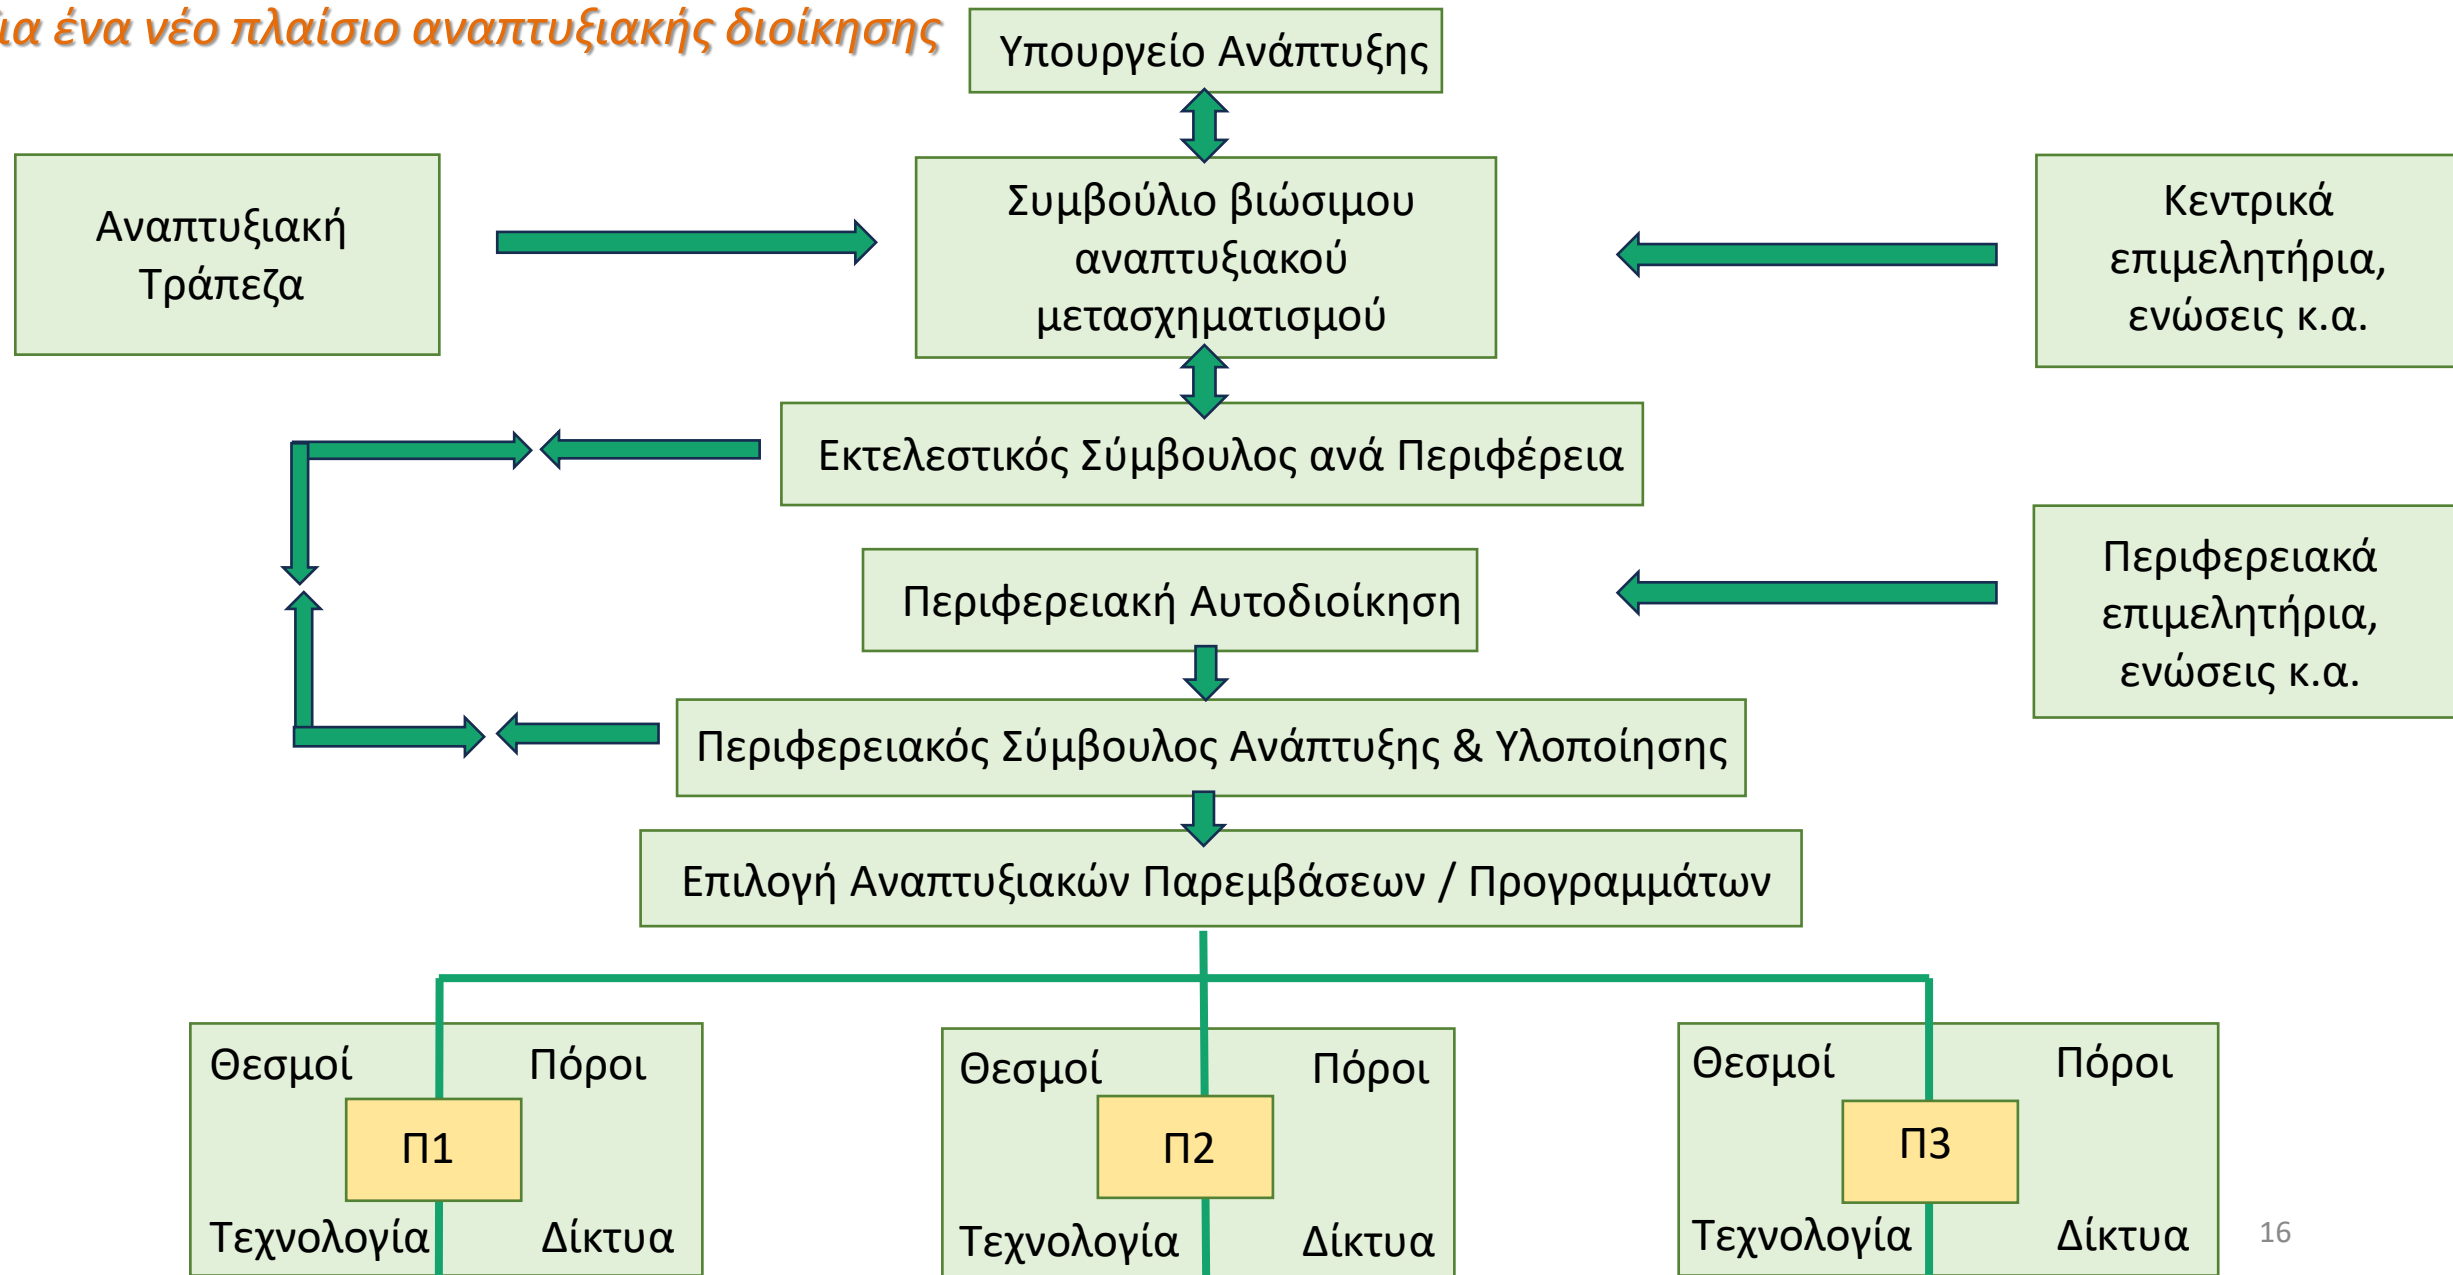 ια ένα νέο πλαίσιο αναπτυξιακής διοίκησης
Υπουργείο Ανάπτυξης
Αναπτυξιακή
Τράπεζα
Συμβούλιο βιώσιμου
αναπτυξιακού
μετασχηματισμού
Κεντρικά
επιμελητήρια,
ενώσεις κ.α.
Εκτελεστικός Σύμβουλος ανά Περιφέρεια
Περιφερειακή Αυτοδιοίκηση
Περιφερειακά
επιμελητήρια,
ενώσεις κ.α.
Περιφερειακός Σύμβουλος Ανάπτυξης & Υλοποίησης
Επιλογή Αναπτυξιακών Παρεμβάσεων / Προγραμμάτων
Θεσμοί Πόροι
Π1
Τεχνολογία Δίκτυα
Θεσμοί Πόροι
Π2
Τεχνολογία Δίκτυα
Θεσμοί Πόροι
Π3
Τεχνολογία Δίκτυα
16